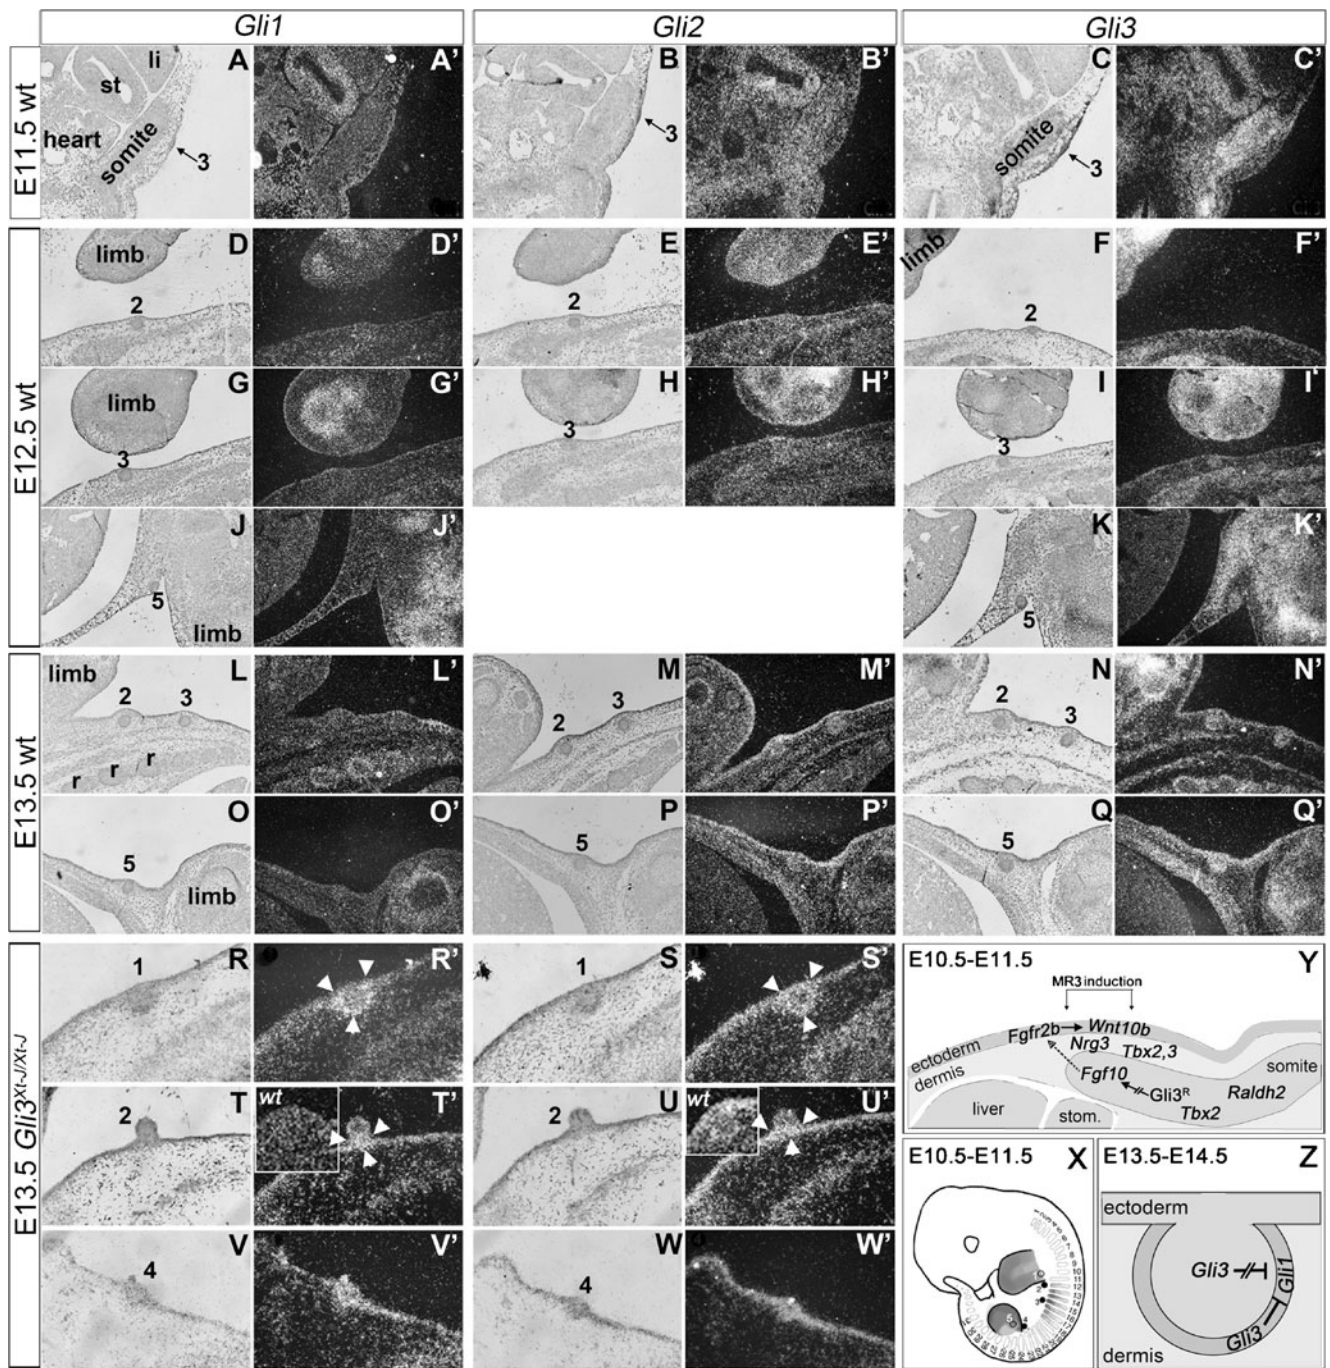 Gli1 Gli2 Gli3
E11.5 wt
A A' B B' C C'
li
st
heart
somite
3
3
somite
3
E12.5 wt
D D' E E' F F'
limb
limb
2 2 2
G G' H H' I I'
limb
3 3 3
J J' K K'
5
limb
5
E13.5 wt
L L' M M' N N'
limb
2 3 2 3 2 3
r r r
O O' P P' Q Q'
5
limb
5 5
E13.5 Gli3Xt-J/Xt-J
R R' S S'
1 1
T T' U U'
2 wt 2 wt
V V' W W'
4 4
E10.5-E11.5 Y
MR3 induction
Fgfr2b Wnt10b
Nrg3 Tbx2,3
ectoderm
dermis
Fgf10
somite
Gli3R
Raldh2
Tbx2
liver
stom.
E10.5-E11.5 X
E13.5-E14.5 Z
ectoderm
Gli3
Gli1
Gli3
dermis